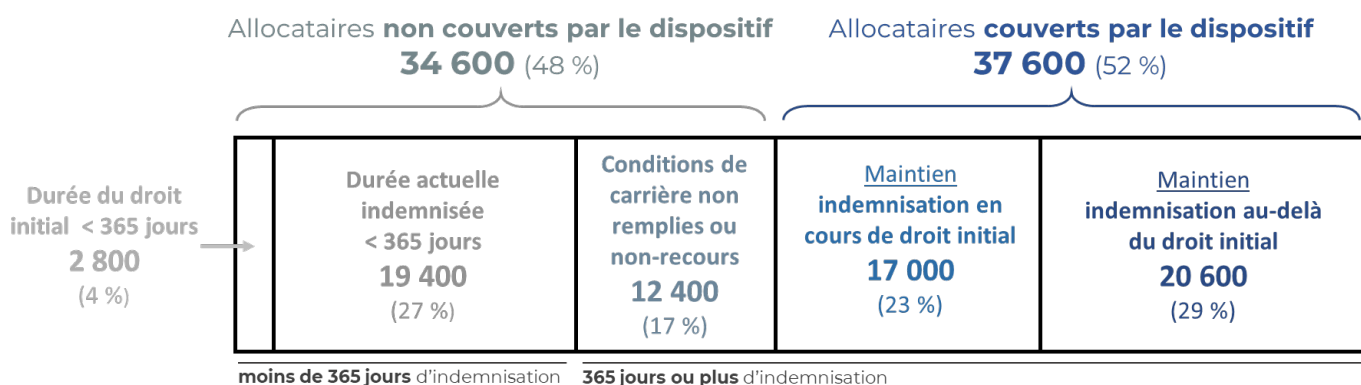 Allocataires non couverts par le dispositif
34 600 (48 %)
Allocataires couverts par le dispositif
37 600 (52 %)
Durée du droit
initial < 365 jours
2 800
(4 %)
Durée actuelle
indemnisée
< 365 jours
19 400
(27 %)
Conditions de
carrière non
remplies ou
non-recours
12 400
(17 %)
Maintien
indemnisation en
cours de droit initial
17 000
(23 %)
Maintien
indemnisation au-delà
du droit initial
20 600
(29 %)
moins de 365 jours d'indemnisation
365 jours ou plus d'indemnisation